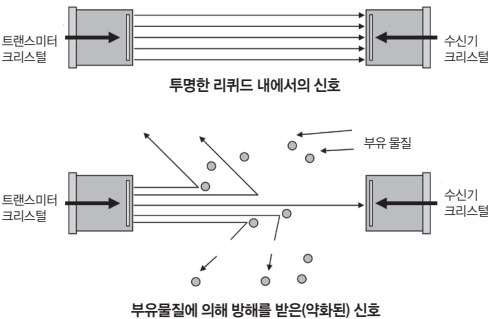 트랜스미터
크리스털
수신기
크리스털
투명한 리퀴드 내에서의 신호
부유 물질
트랜스미터
크리스털
수신기
크리스털
부유물질에 의해 방해를 받은(약화된) 신호